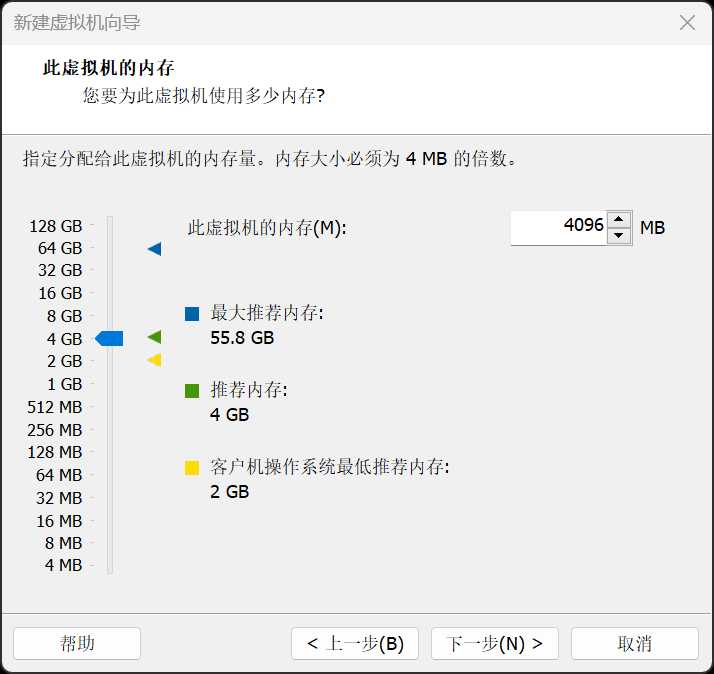 新建虚拟机向导
此虚拟机的内存
您要为此虚拟机使用多少内存?
指定分配给此虚拟机的内存量。内存大小必须为 4 MB 的倍数。
128 GB
64 GB
32 GB
16 GB
8 GB
4 GB
2 GB
1 GB
512 MB
256 MB
128 MB
64 MB
32 MB
16 MB
8 MB
4 MB
此虚拟机的内存(M):
4096 MB
最大推荐内存:
55.8 GB
推荐内存:
4 GB
客户机操作系统最低推荐内存:
2 GB
帮助
< 上一步(B)
下一步(N) >
取消